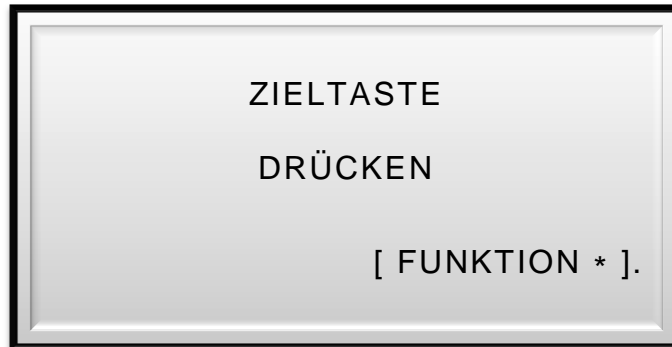 ZIELTASTE
DRÜCKEN
[ FUNKTION * ].